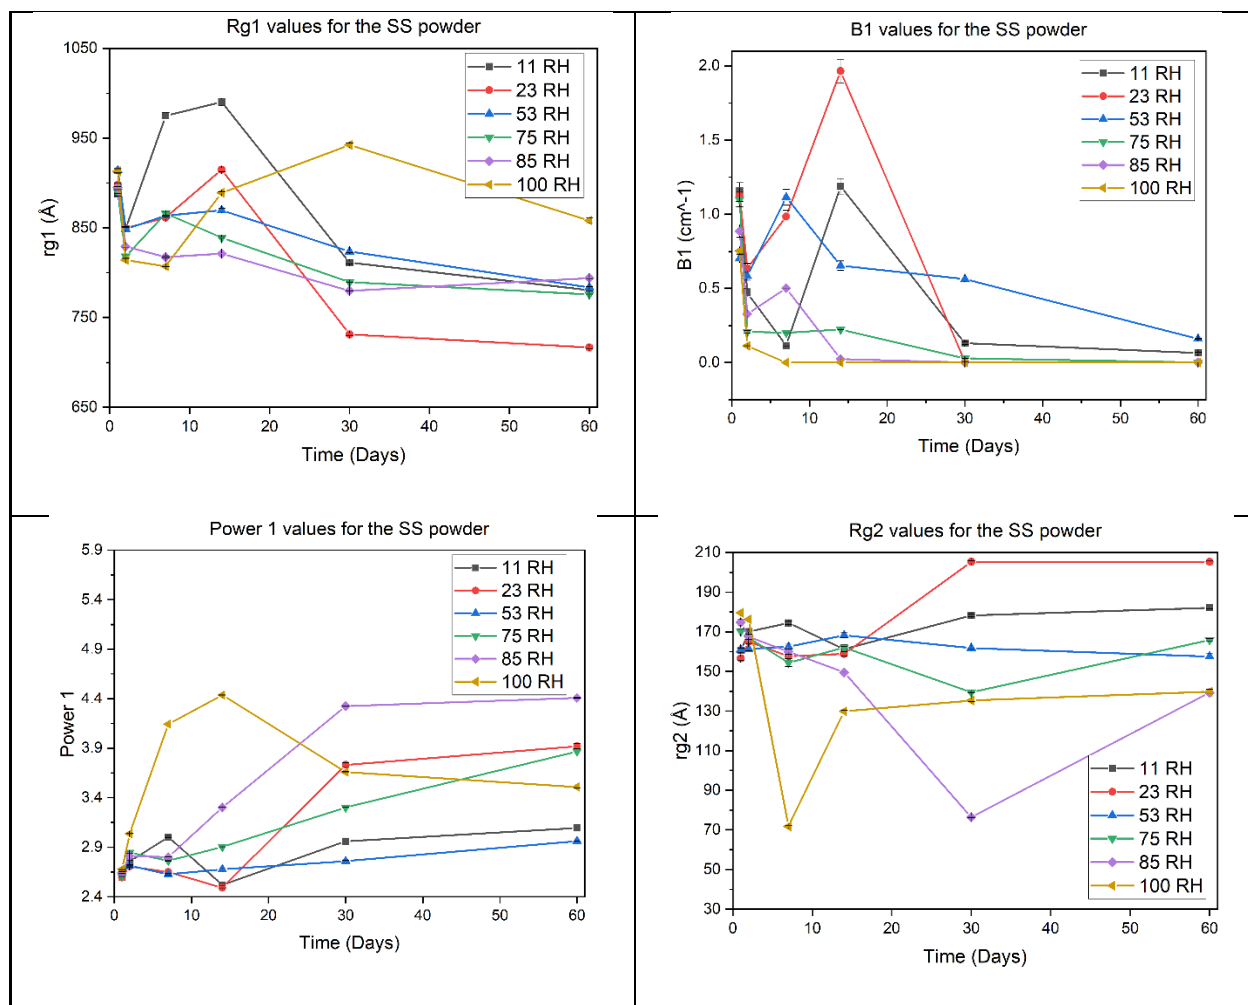 Rg1 values for the SS powder
1050
950
850
750
650
rg1 (Å)
0
10
20
30
40
50
60
Time (Days)
11 RH
23 RH
53 RH
75 RH
85 RH
100 RH
B1 values for the SS powder
2.0
1.5
1.0
0.5
0.0
B1 (cm^-1)
0
10
20
30
40
50
60
Time (Days)
11 RH
23 RH
53 RH
75 RH
85 RH
100 RH
Power 1 values for the SS powder
5.9
5.4
4.9
4.4
3.9
3.4
2.9
2.4
Power 1
0
10
20
30
40
50
60
Time (Days)
11 RH
23 RH
53 RH
75 RH
85 RH
100 RH
Rg2 values for the SS powder
210
190
170
150
130
110
90
70
50
30
rg2 (Å)
0
10
20
30
40
50
60
Time (Days)
11 RH
23 RH
53 RH
75 RH
85 RH
100 RH